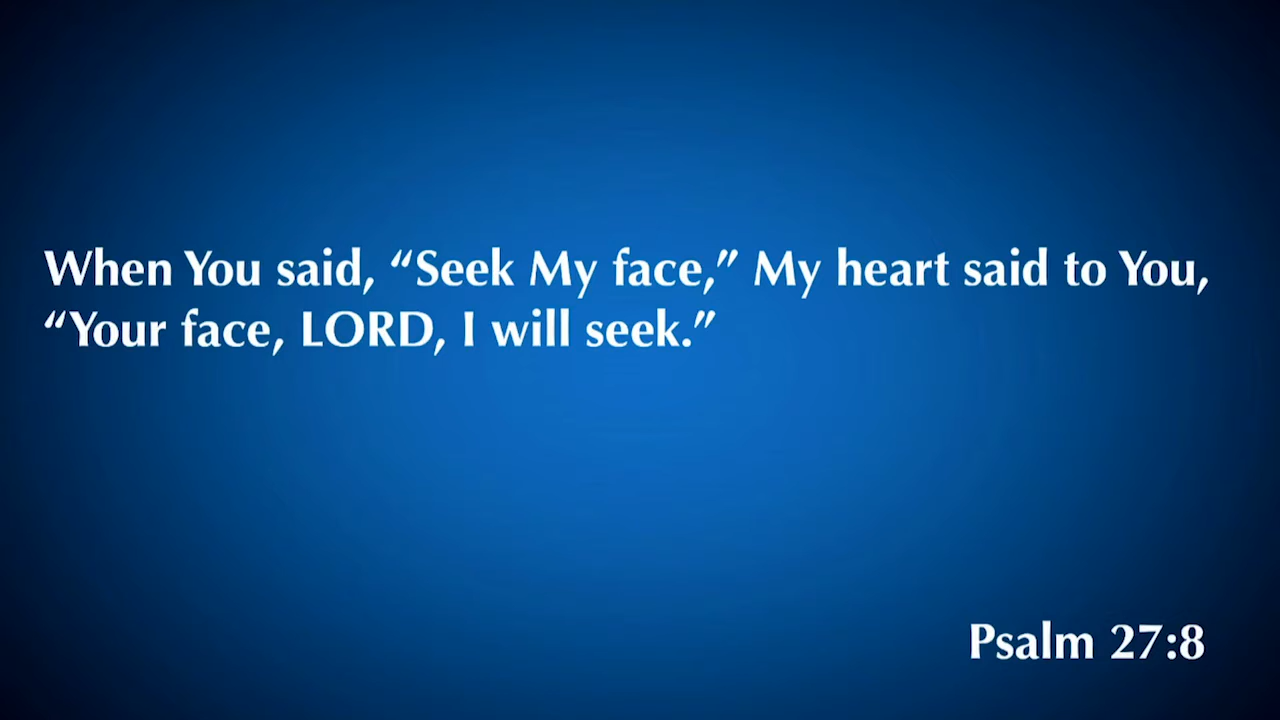 When You said, “Seek My face,” My heart said to You,
“Your face, LORD, I will seek.”
Psalm 27:8